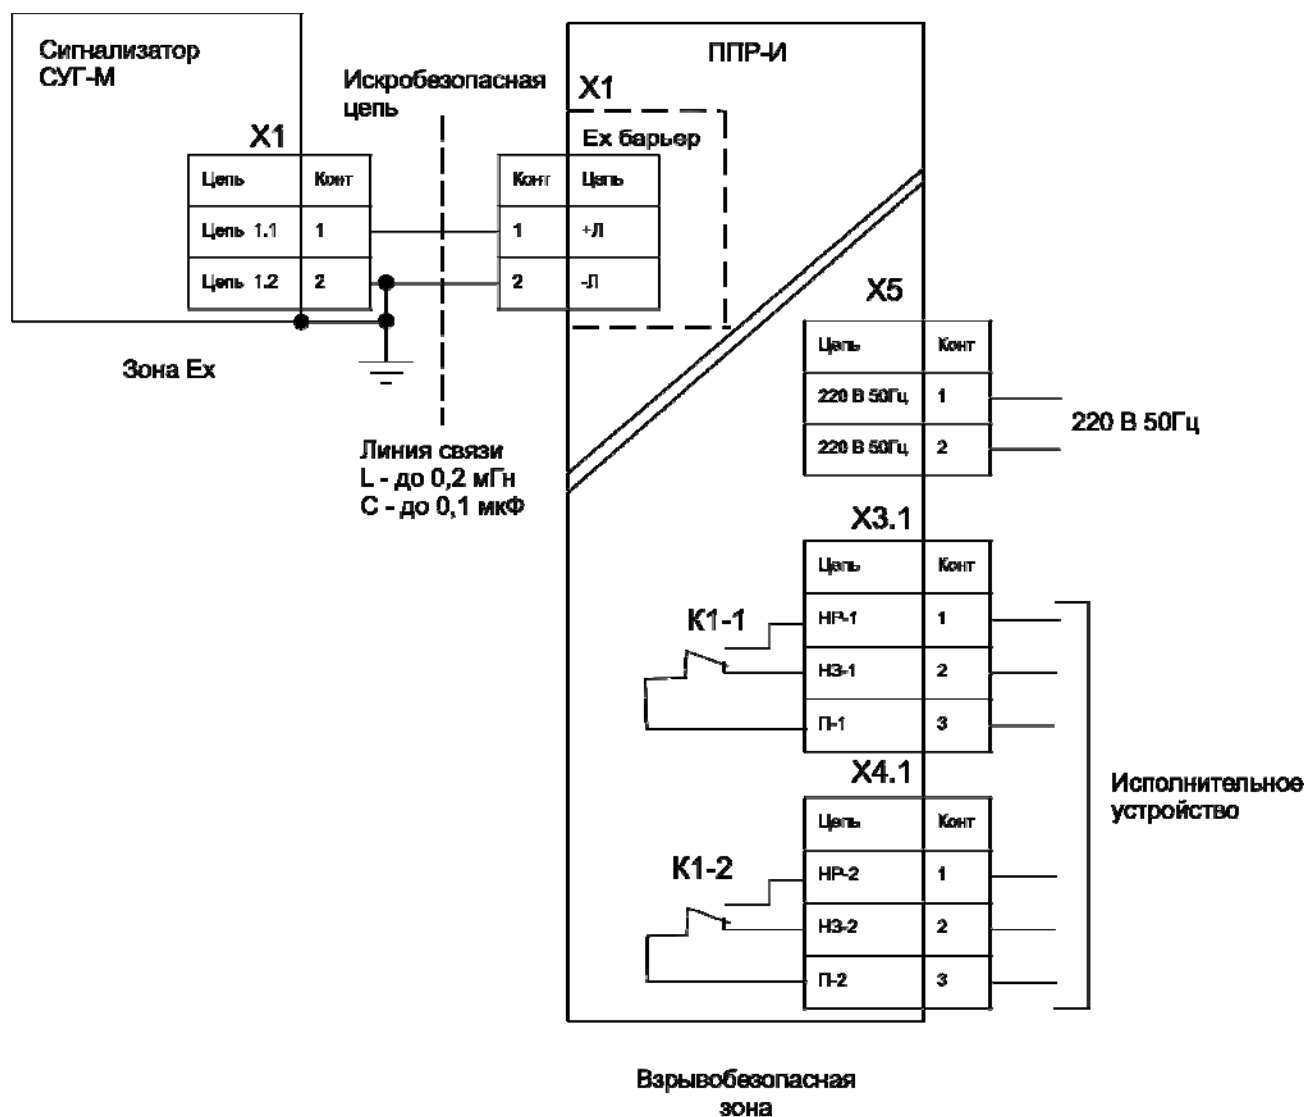 Сигнализатор
СУГ-М
Искробезопасная
цепь
ППР-И
X1
Ex барьер
X1
Цепь Конт
Цепь 1.1 1
Цепь 1.2 2
Конт Цепь
1 +Л
2 -Л
Зона Ex
Линия связи
L - до 0,2 мГн
С - до 0,1 мкФ
X5
Цепь Конт
220 В 50Гц 1
220 В 50Гц 2
220 В 50Гц
X3.1
Цепь Конт
К1-1
НР-1 1
НЗ-1 2
П-1 3
X4.1
Цепь Конт
К1-2
НР-2 1
НЗ-2 2
П-2 3
Исполнительное
устройство
Взрывобезопасная
зона